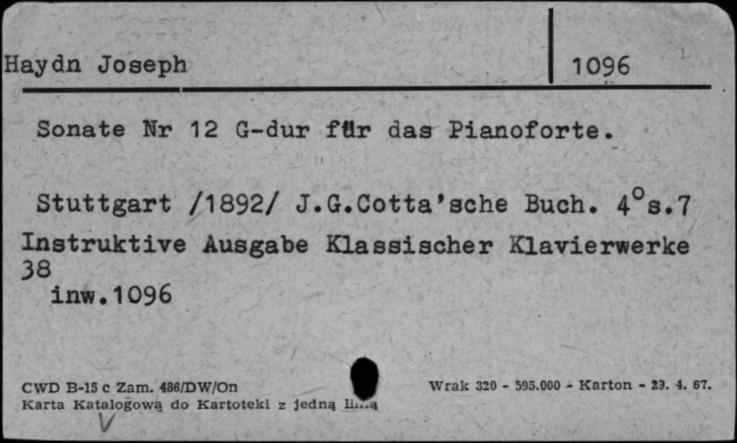 Haydn Joseph 1096
Sonate Nr 12 G-dur für das Pianoforte.
Stuttgart /1892/ J.G.Cotta'sche Buch. 4° s.7
Instruktive Ausgabe Klassischer Klavierwerke
38
inw.1096
CWD B-15 c Zam. 486/DW/On Wrak 320 - 595.000 - Karton - 29. 4. 67.
Karta Katalogową do Kartoteki z jedną